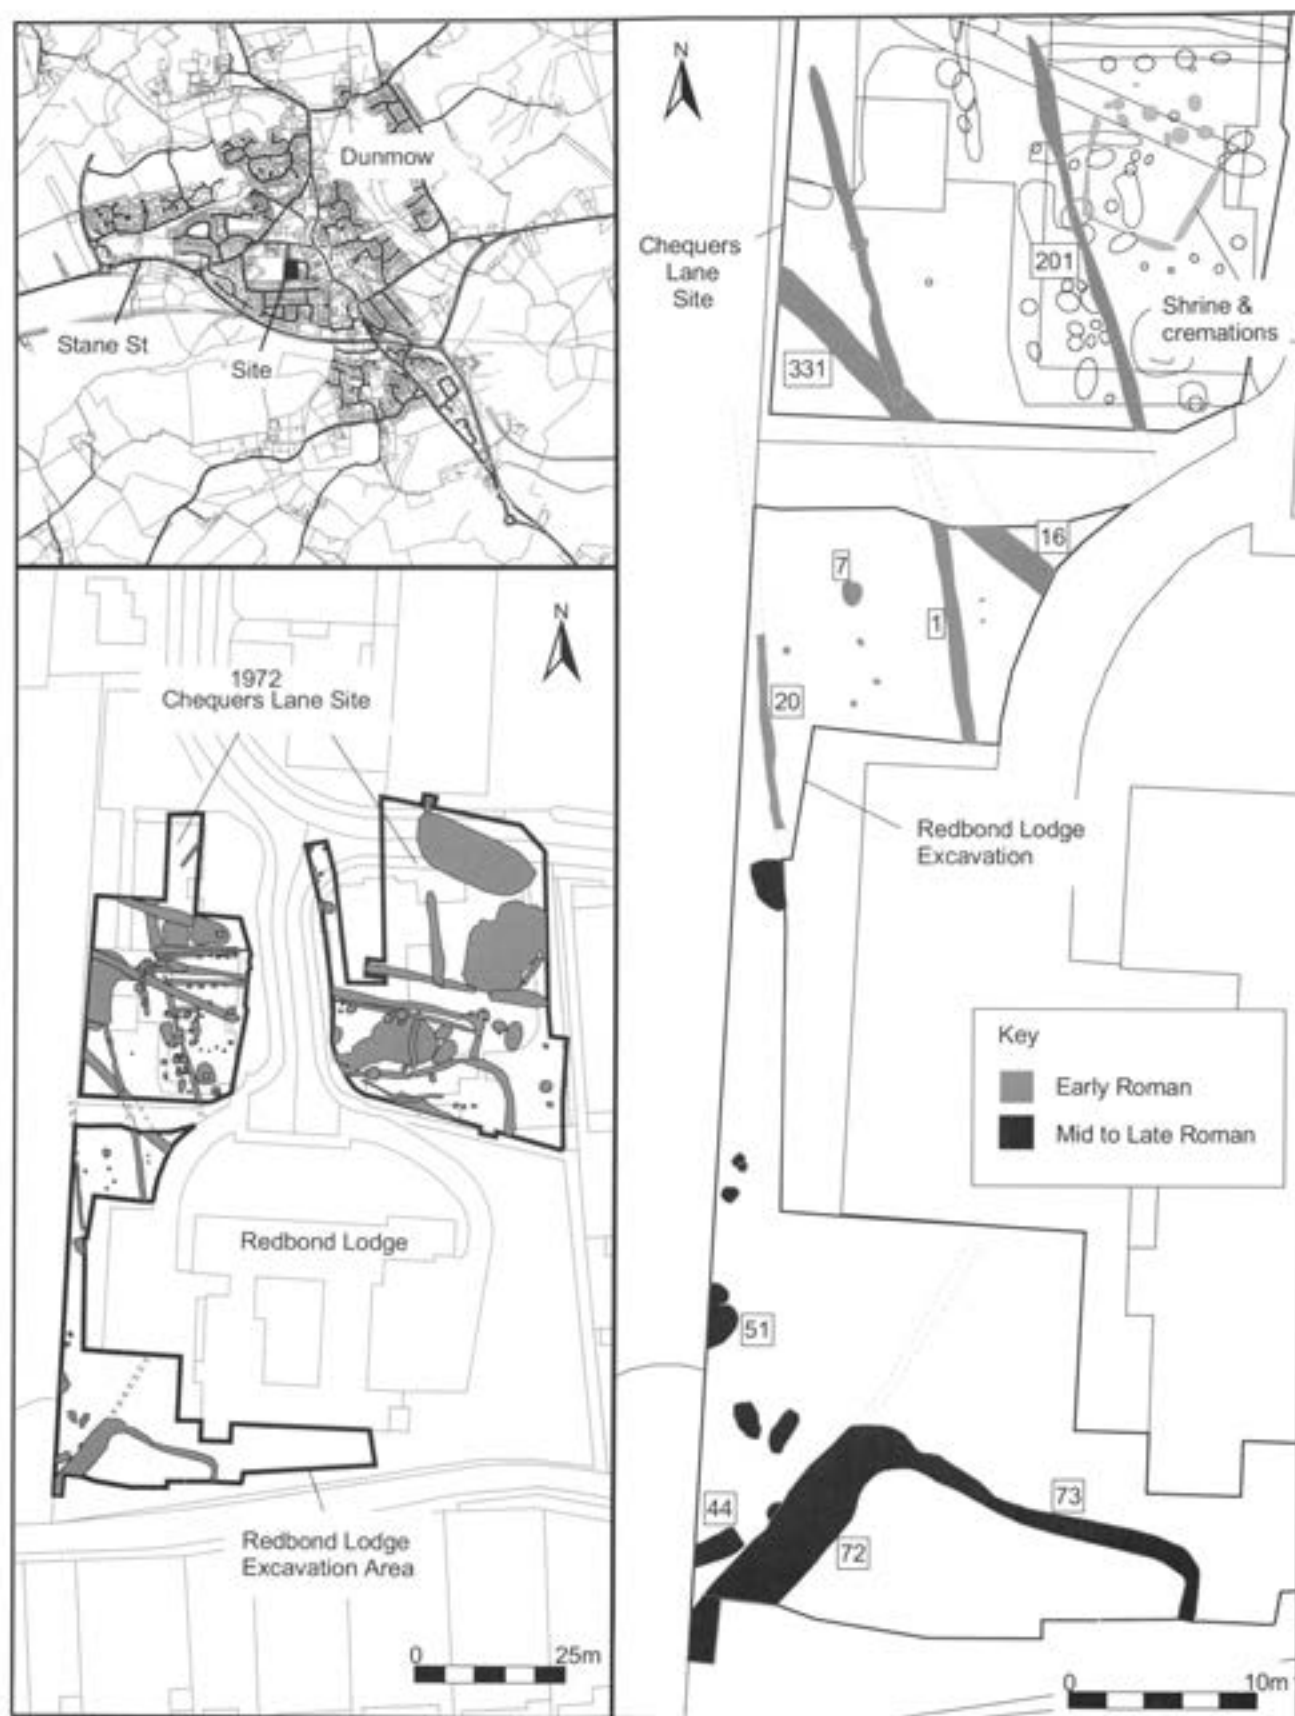 Dunmow
Stane St
Site
N
1972
Chequers Lane Site
Redbond Lodge
Redbond Lodge
Excavation Area
0 25m
N
Chequers
Lane
Site
201
Shrine &
cremations
331
16
7
1
20
Redbond Lodge
Excavation
Key
Early Roman
Mid to Late Roman
51
73
44
72
0 10m